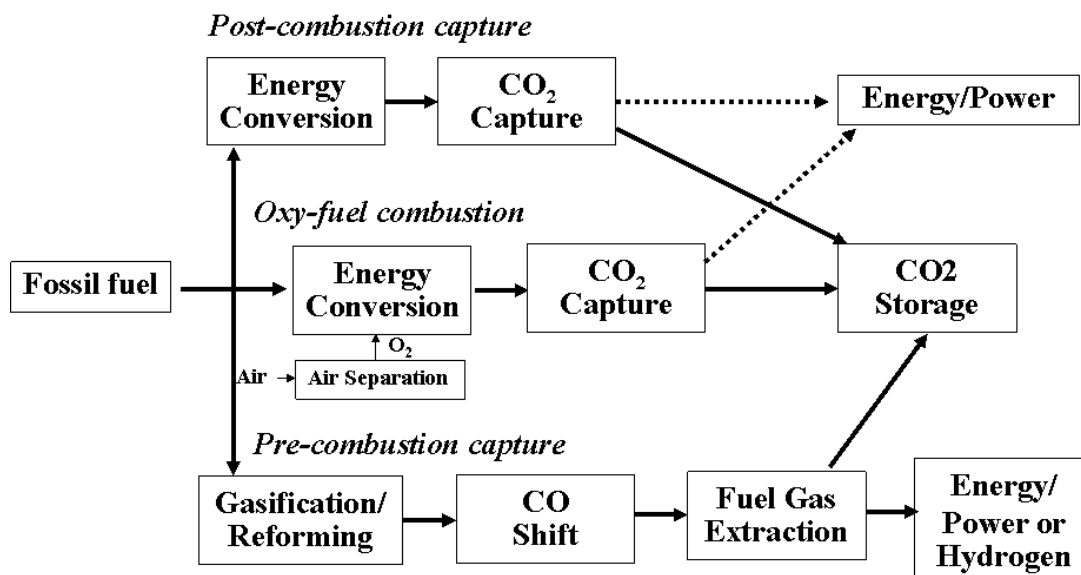 Post-combustion capture
Energy
Conversion
CO₂
Capture
Energy/Power
Oxy-fuel combustion
Fossil fuel
Energy
Conversion
CO₂
Capture
CO2
Storage
O₂
Air
Air Separation
Pre-combustion capture
Gasification/
Reforming
CO
Shift
Fuel Gas
Extraction
Energy/
Power or
Hydrogen